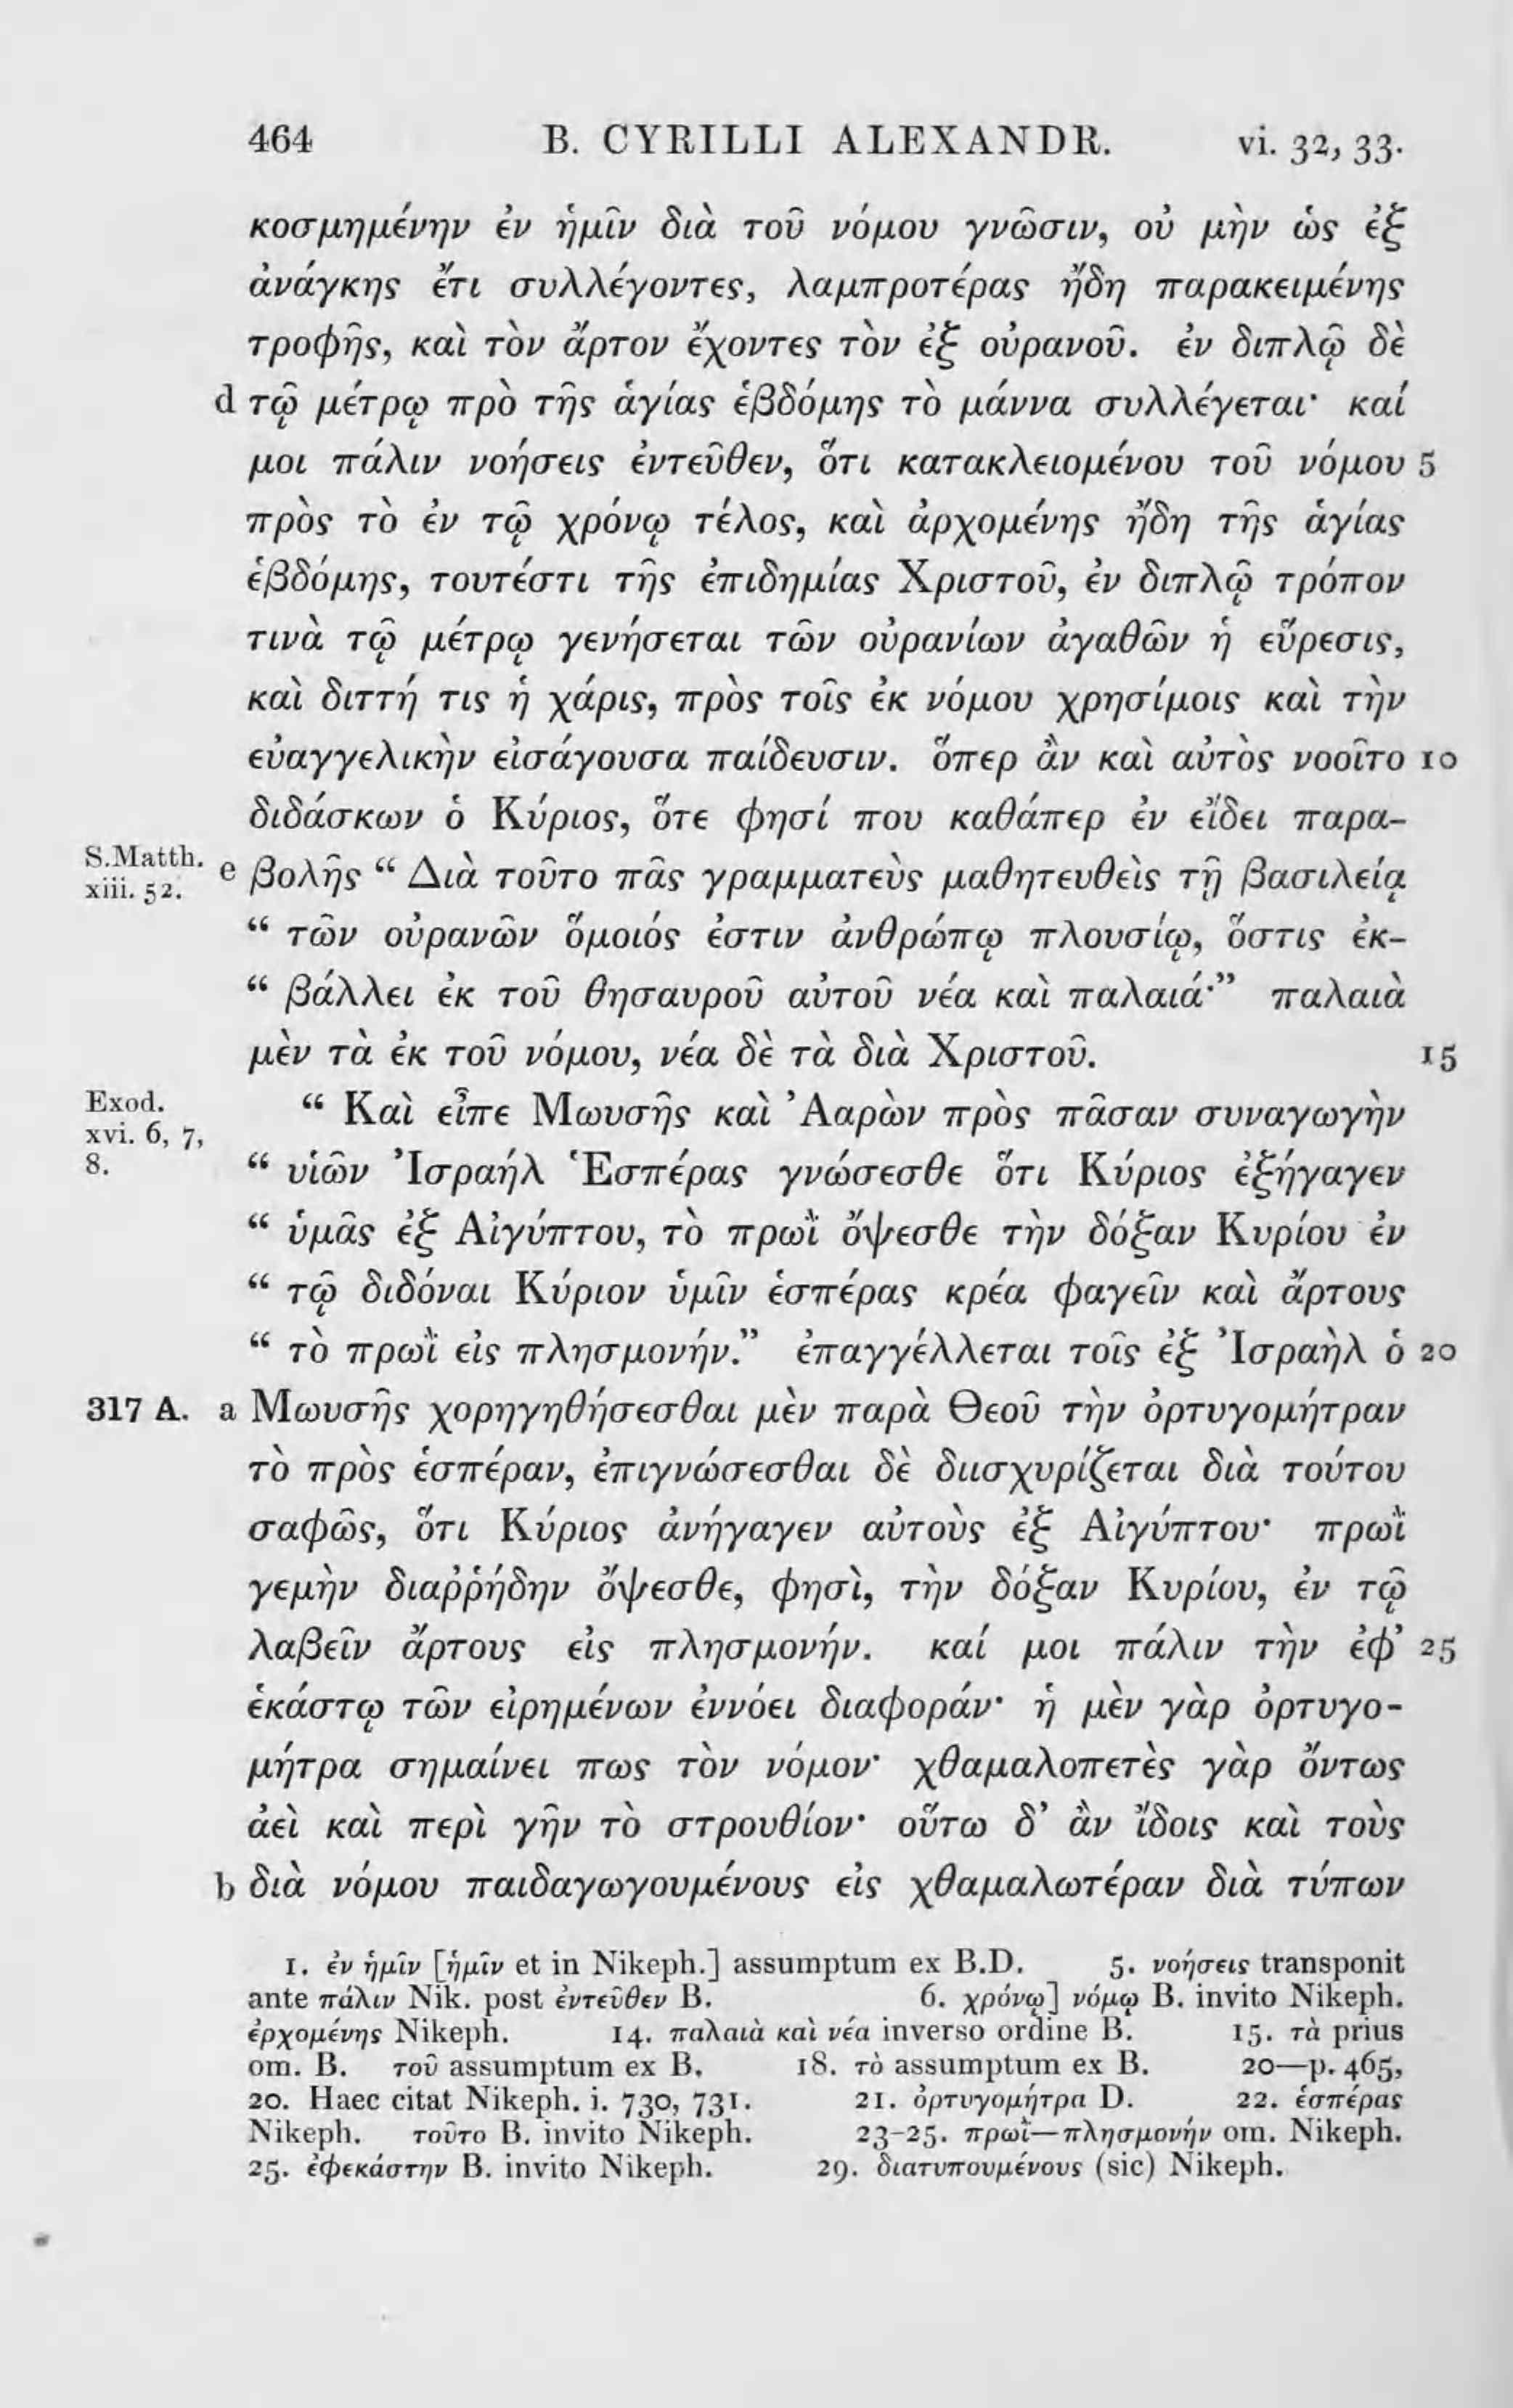 464 B. CYRILLI ALEXANDR. vi. 32, 33.
κοσμημένην ἐν ἡμῖν διὰ τοῦ νόμου γνῶσιν, οὐ μὴν ὡς ἐξ
ἀνάγκης ἔτι συλλέγοντες, λαμπροτέρας ἤδη παρακειμένης
τροφῆς, καὶ τὸν ἄρτον ἔχοντες τὸν ἐξ οὐρανοῦ. ἐν διπλῷ δὲ
d τῷ μέτρῳ πρὸ τῆς ἁγίας ἑβδόμης τὸ μάννα συλλέγεται· καί
μοι πάλιν νοήσεις ἐντεῦθεν, ὅτι κατακλειομένου τοῦ νόμου 5
πρὸς τὸ ἐν τῷ χρόνῳ τέλος, καὶ ἀρχομένης ἤδη τῆς ἁγίας
ἑβδόμης, τουτέστι τῆς ἐπιδημίας Χριστοῦ, ἐν διπλῷ τρόπον
τινὰ τῷ μέτρῳ γενήσεται τῶν οὐρανίων ἀγαθῶν ἡ εὕρεσις,
καὶ διττή τις ἡ χάρις, πρὸς τοῖς ἐκ νόμου χρησίμοις καὶ τὴν
εὐαγγελικὴν εἰσάγουσα παίδευσιν. ὅπερ ἂν καὶ αὐτὸς νοοῖτο 10
διδάσκων ὁ Κύριος, ὅτε φησί που καθάπερ ἐν εἴδει παρα-
S.Matth. xiii. 52. e βολῆς “ Διὰ τοῦτο πᾶς γραμματεὺς μαθητευθεὶς τῇ βασιλείᾳ
“ τῶν οὐρανῶν ὅμοιός ἐστιν ἀνθρώπῳ πλουσίῳ, ὅστις ἐκ-
“ βάλλει ἐκ τοῦ θησαυροῦ αὐτοῦ νέα καὶ παλαιά·” παλαιὰ
μὲν τὰ ἐκ τοῦ νόμου, νέα δὲ τὰ διὰ Χριστοῦ. 15
Exod. xvi. 6, 7, 8. “ Καὶ εἶπε Μωυσῆς καὶ Ἀαρὼν πρὸς πᾶσαν συναγωγὴν
“ υἱῶν Ἰσραήλ Ἑσπέρας γνώσεσθε ὅτι Κύριος ἐξήγαγεν
“ ὑμᾶς ἐξ Αἰγύπτου, τὸ πρωῒ ὄψεσθε τὴν δόξαν Κυρίου ἐν
“ τῷ διδόναι Κύριον ὑμῖν ἑσπέρας κρέα φαγεῖν καὶ ἄρτους
“ τὸ πρωῒ εἰς πλησμονήν.” ἐπαγγέλλεται τοῖς ἐξ Ἰσραὴλ ὁ 20
317 A. a Μωυσῆς χορηγηθήσεσθαι μὲν παρὰ Θεοῦ τὴν ὀρτυγομήτραν
τὸ πρὸς ἑσπέραν, ἐπιγνώσεσθαι δὲ διισχυρίζεται διὰ τούτου
σαφῶς, ὅτι Κύριος ἀνήγαγεν αὐτοὺς ἐξ Αἰγύπτου· πρωῒ
γεμὴν διαῤῥήδην ὄψεσθε, φησὶ, τὴν δόξαν Κυρίου, ἐν τῷ
λαβεῖν ἄρτους εἰς πλησμονήν. καί μοι πάλιν τὴν ἐφ’ 25
ἑκάστῳ τῶν εἰρημένων ἐννόει διαφοράν· ἡ μὲν γὰρ ὀρτυγο-
μήτρα σημαίνει πως τὸν νόμον· χθαμαλοπετὲς γὰρ ὄντως
ἀεὶ καὶ περὶ γῆν τὸ στρουθίον· οὕτω δ’ ἂν ἴδοις καὶ τοὺς
b διὰ νόμου παιδαγωγουμένους εἰς χθαμαλωτέραν διὰ τύπων
1. ἐν ἡμῖν [ἡμῖν et in Nikeph.] assumptum ex B.D. 5. νοήσεις transponit
ante πάλιν Nik. post ἐντεῦθεν B. 6. χρόνῳ] νόμῳ B. invito Nikeph.
ἐρχομένης Nikeph. 14. παλαιὰ καὶ νέα inverso ordine B. 15. τὰ prius
om. B. τοῦ assumptum ex B. 18. τὸ assumptum ex B. 20—p. 465,
20. Haec citat Nikeph. i. 730, 731. 21. ὀρτυγομήτρα D. 22. ἑσπέρας
Nikeph. τοῦτο B. invito Nikeph. 23-25. πρωῒ—πλησμονήν om. Nikeph.
25. ἐφεκάστην B. invito Nikeph. 29. διατυπουμένους (sic) Nikeph.